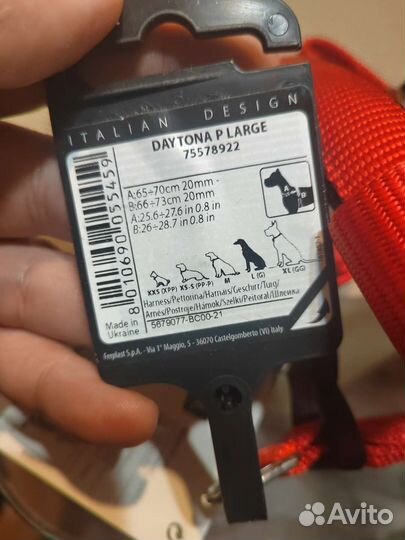 ITALIAN DESIGN
DAYTONA P LARGE
75578922
A:65÷70cm 20mm -
B:66÷73cm 20mm
A:25.6÷27.6 in 0.8 in
B:26÷28.7 in 0.8 in
A
B
8 010690 055459
XXS (XPP) XS-S (PP-P) M L (G) XL (GG)
Harness/Pettorina/Harnais/Geschirr/Tuig/
Arnés/Postroje/Hámok/Szelki/Peitoral/Шлейка
Made in
Ukraine
5679077-BC00-21
Ferplast S.p.A. - Via 1° Maggio, 5 - 36070 Castelgomberto (VI) Italy
Avito